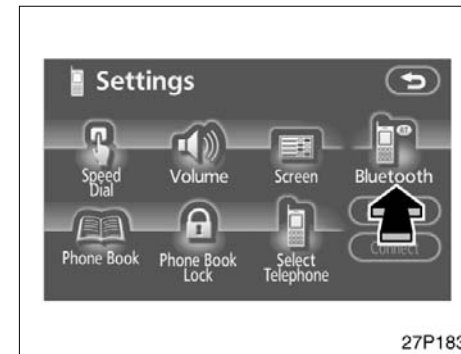 Settings
Speed
Dial
Volume
Screen
Bluetooth
Phone Book
Phone Book
Lock
Select
Telephone
Connect
27P183